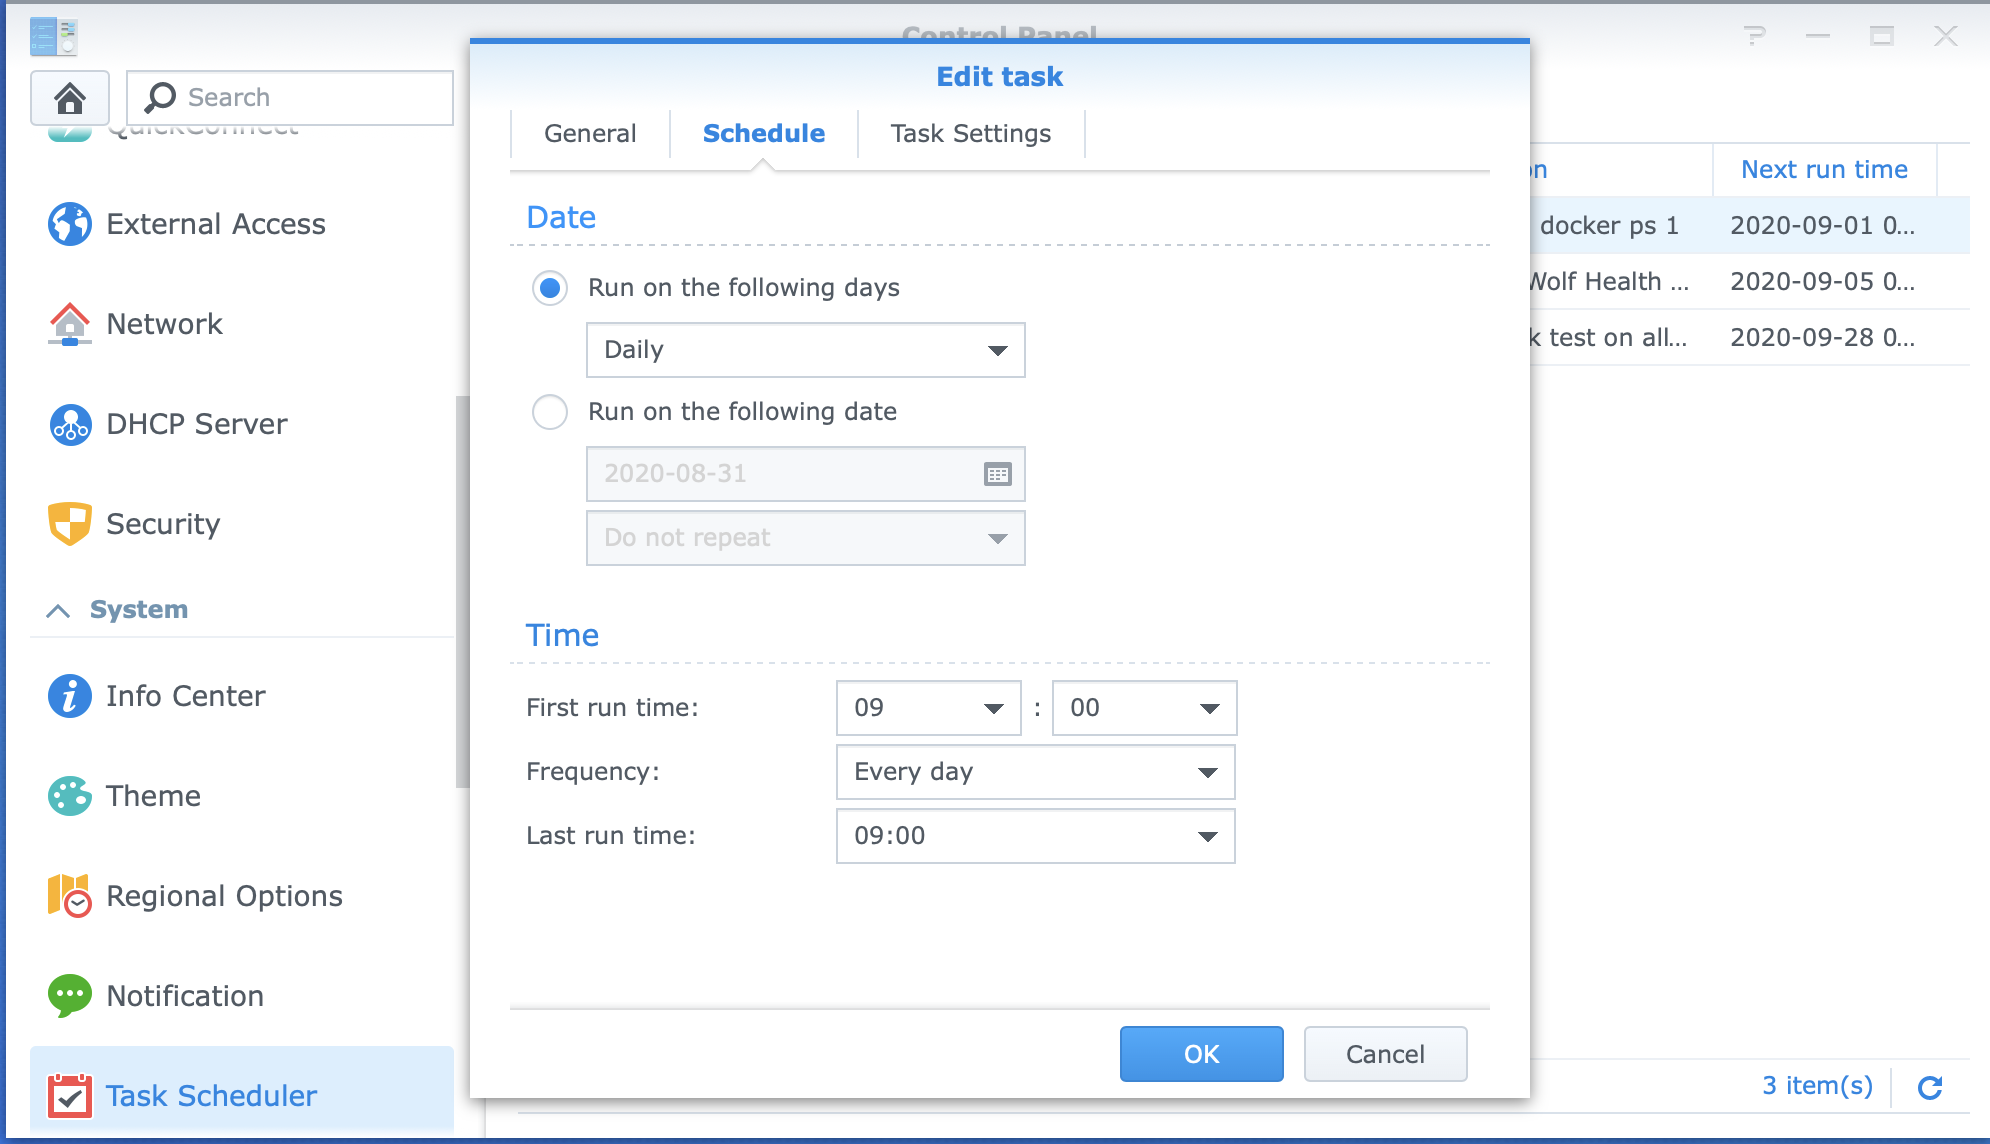 Control Panel
Search
QuickConnect
External Access
Network
DHCP Server
Security
System
Info Center
Theme
Regional Options
Notification
Task Scheduler
Edit task
General
Schedule
Task Settings
Date
Run on the following days
Daily
Run on the following date
2020-08-31
Do not repeat
Time
First run time:
09
:
00
Frequency:
Every day
Last run time:
09:00
OK
Cancel
on
Next run time
docker ps 1
2020-09-01 0...
Wolf Health ...
2020-09-05 0...
k test on all...
2020-09-28 0...
3 item(s)